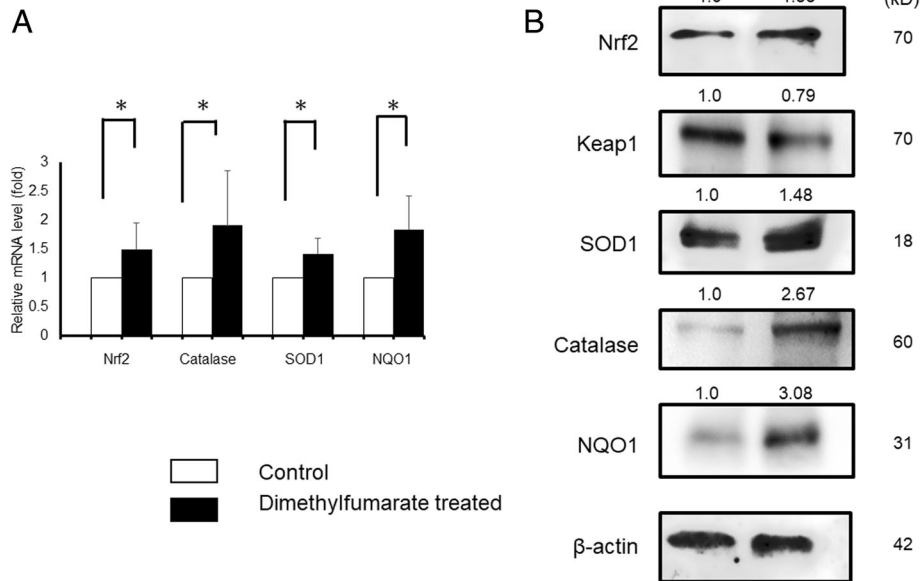 A
*
*
*
*
Relative mRNA level (fold)
3
2.5
2
1.5
1
0.5
0
Nrf2 Catalase SOD1 NQO1
Control
Dimethylfumarate treated
B
(kD)
Nrf2 70
1.0 0.79
Keap1 70
1.0 1.48
SOD1 18
1.0 2.67
Catalase 60
1.0 3.08
NQO1 31
β-actin 42